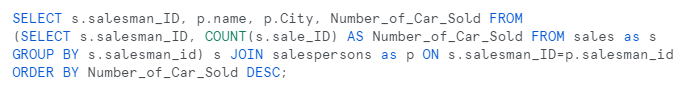 SELECT s.salesman_ID, p.name, p.City, Number_of_Car_Sold FROM
(SELECT s.salesman_ID, COUNT(s.sale_ID) AS Number_of_Car_Sold FROM sales as s
GROUP BY s.salesman_id) s JOIN salespersons as p ON s.salesman_ID=p.salesman_id
ORDER BY Number_of_Car_Sold DESC;